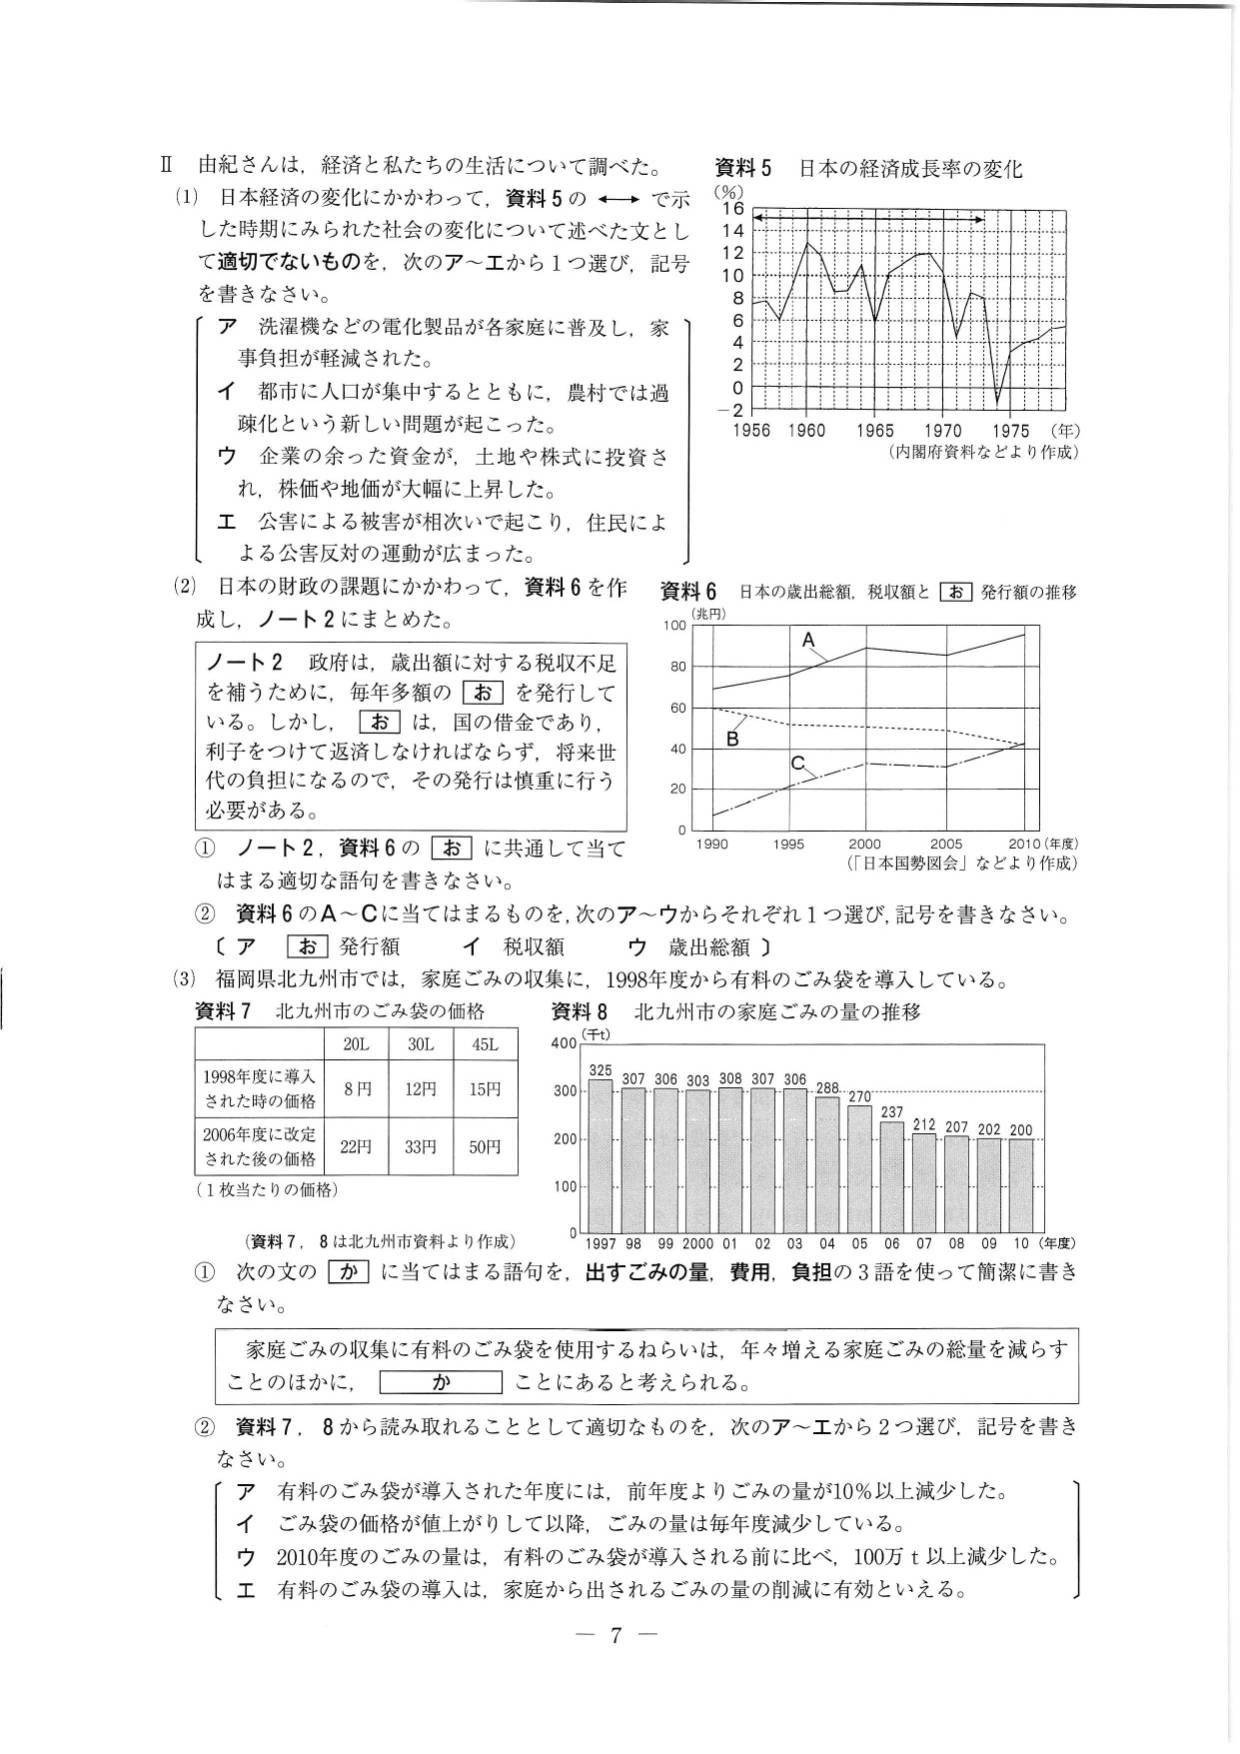 Ⅱ 由紀さんは，経済と私たちの生活について調べた。
(1) 日本経済の変化にかかわって，資料5の ←→ で示
した時期にみられた社会の変化について述べた文とし
て適切でないものを，次のア～エから1つ選び，記号
を書きなさい。
ア 洗濯機などの電化製品が各家庭に普及し，家
事負担が軽減された。
イ 都市に人口が集中するとともに，農村では過
疎化という新しい問題が起こった。
ウ 企業の余った資金が，土地や株式に投資さ
れ，株価や地価が大幅に上昇した。
エ 公害による被害が相次いで起こり，住民によ
よる公害反対の運動が広まった。
資料5 日本の経済成長率の変化
(%)
16
14
12
10
8
6
4
2
0
－2
1956 1960 1965 1970 1975 (年)
(内閣府資料などより作成)
(2) 日本の財政の課題にかかわって，資料6を作
成し，ノート2にまとめた。
ノート2 政府は，歳出額に対する税収不足
を補うために，毎年多額の お を発行して
いる。しかし， お は，国の借金であり，
利子をつけて返済しなければならず，将来世
代の負担になるので，その発行は慎重に行う
必要がある。
資料6 日本の歳出総額，税収額と お 発行額の推移
(兆円)
100
80
60
40
20
0
A
B
C
1990 1995 2000 2005 2010 (年度)
(「日本国勢図会」などより作成)
① ノート2，資料6の お に共通して当て
はまる適切な語句を書きなさい。
② 資料6のA～Cに当てはまるものを，次のア～ウからそれぞれ1つ選び，記号を書きなさい。
〔 ア お 発行額 イ 税収額 ウ 歳出総額 〕
(3) 福岡県北九州市では，家庭ごみの収集に，1998年度から有料のごみ袋を導入している。
資料7 北九州市のごみ袋の価格
20L 30L 45L
1998年度に導入
された時の価格
8円 12円 15円
2006年度に改定
された後の価格
22円 33円 50円
(1枚当たりの価格)
(資料7，8は北九州市資料より作成)
資料8 北九州市の家庭ごみの量の推移
(千t)
400
300
200
100
0
325 307 306 303 308 307 306 288 270 237 212 207 202 200
1997 98 99 2000 01 02 03 04 05 06 07 08 09 10 (年度)
① 次の文の か に当てはまる語句を，出すごみの量，費用，負担の3語を使って簡潔に書き
なさい。
家庭ごみの収集に有料のごみ袋を使用するねらいは，年々増える家庭ごみの総量を減らす
ことのほかに， か ことにあると考えられる。
② 資料7，8から読み取れることとして適切なものを，次のア～エから2つ選び，記号を書き
なさい。
ア 有料のごみ袋が導入された年度には，前年度よりごみの量が10%以上減少した。
イ ごみ袋の価格が値上がりして以降，ごみの量は毎年度減少している。
ウ 2010年度のごみの量は，有料のごみ袋が導入される前に比べ，100万t以上減少した。
エ 有料のごみ袋の導入は，家庭から出されるごみの量の削減に有効といえる。
― 7 ―